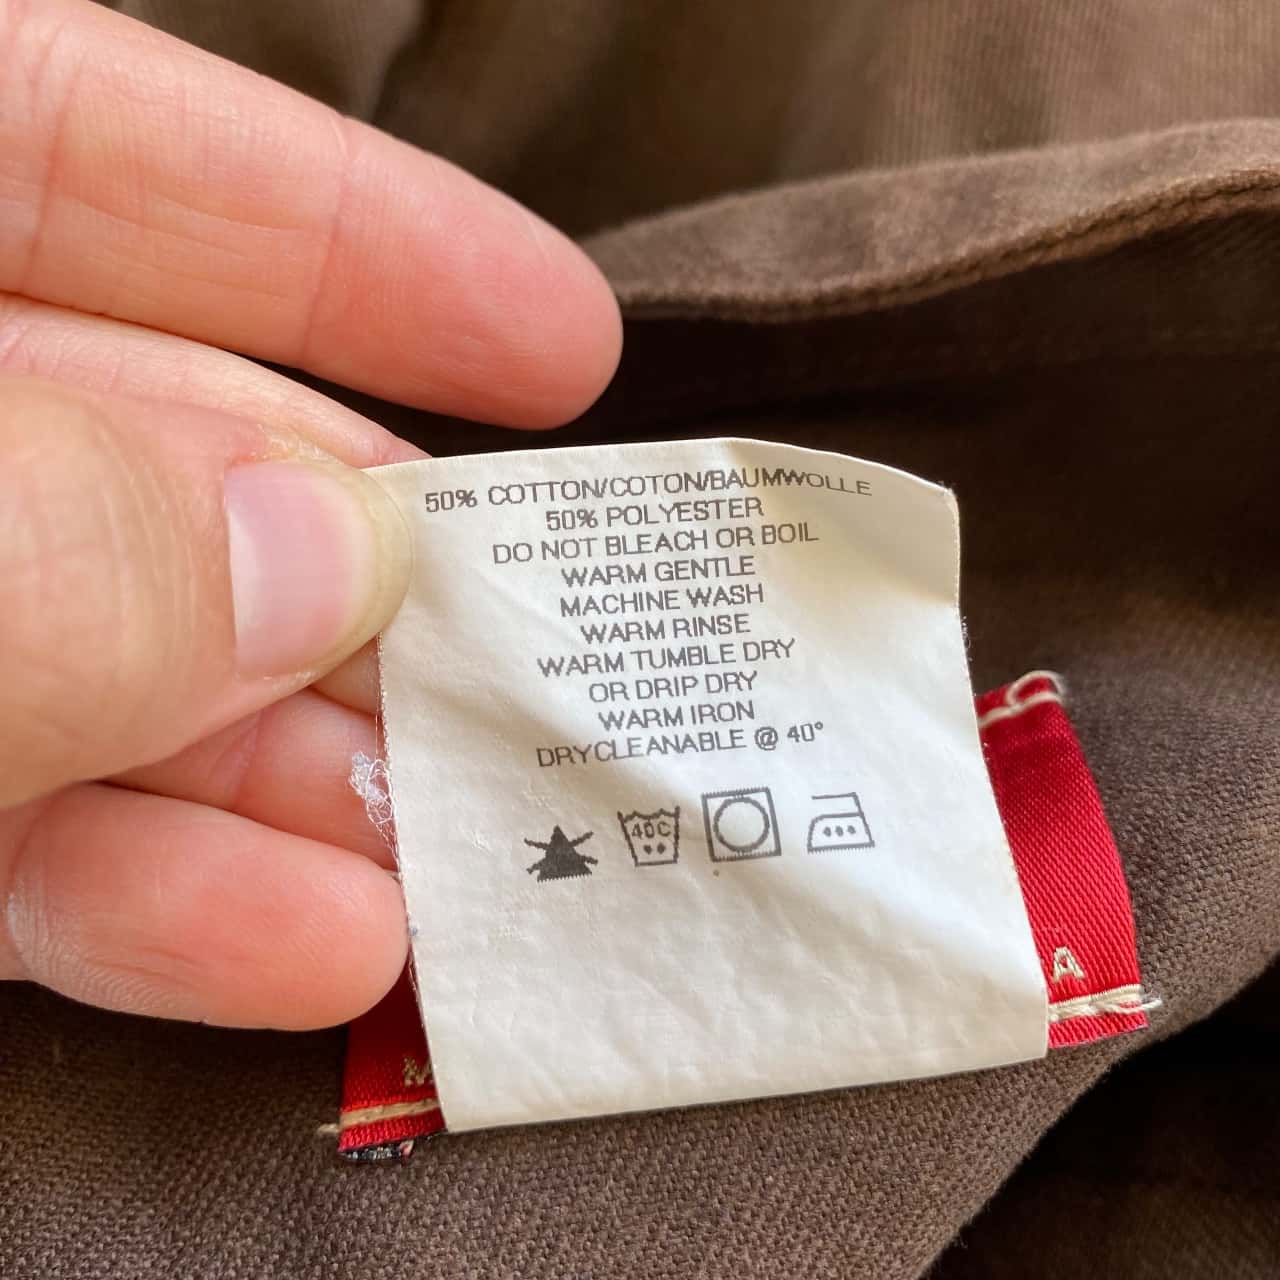 50% COTTON/COTON/BAUMWOLLE
50% POLYESTER
DO NOT BLEACH OR BOIL
WARM GENTLE
MACHINE WASH
WARM RINSE
WARM TUMBLE DRY
OR DRIP DRY
WARM IRON
DRYCLEANABLE @ 40°
40C
A
M